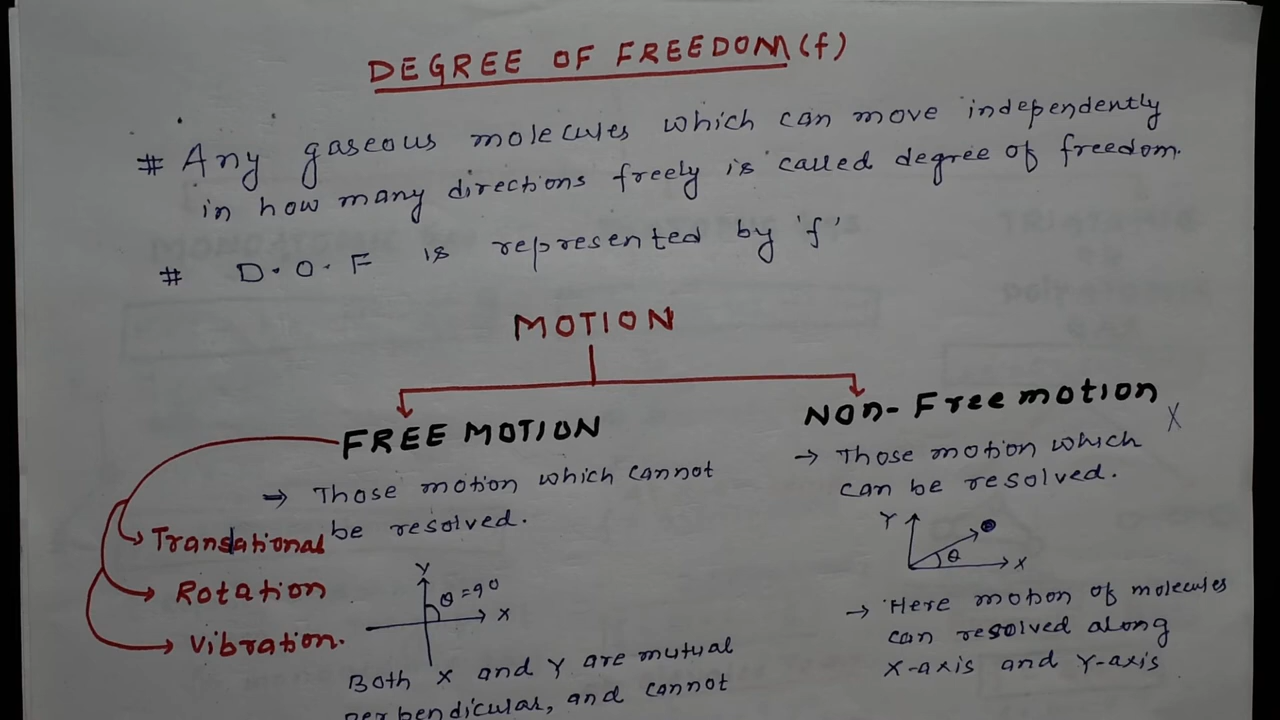 DEGREE OF FREEDOM (f)
# Any gaseous molecules which can move independently
in how many directions freely is called degree of freedom.
# D.O.F is represented by 'f'
MOTION
FREE MOTION
→ Those motion which cannot
be resolved.
Translational
Rotation
Vibration.
Y
θ=90
X
Both X and Y are mutual
perpendicular, and cannot
Non-Free motion X
→ Those motion which
can be resolved.
Y
θ
X
→ Here motion of molecules
can resolved along
X-axis and Y-axis